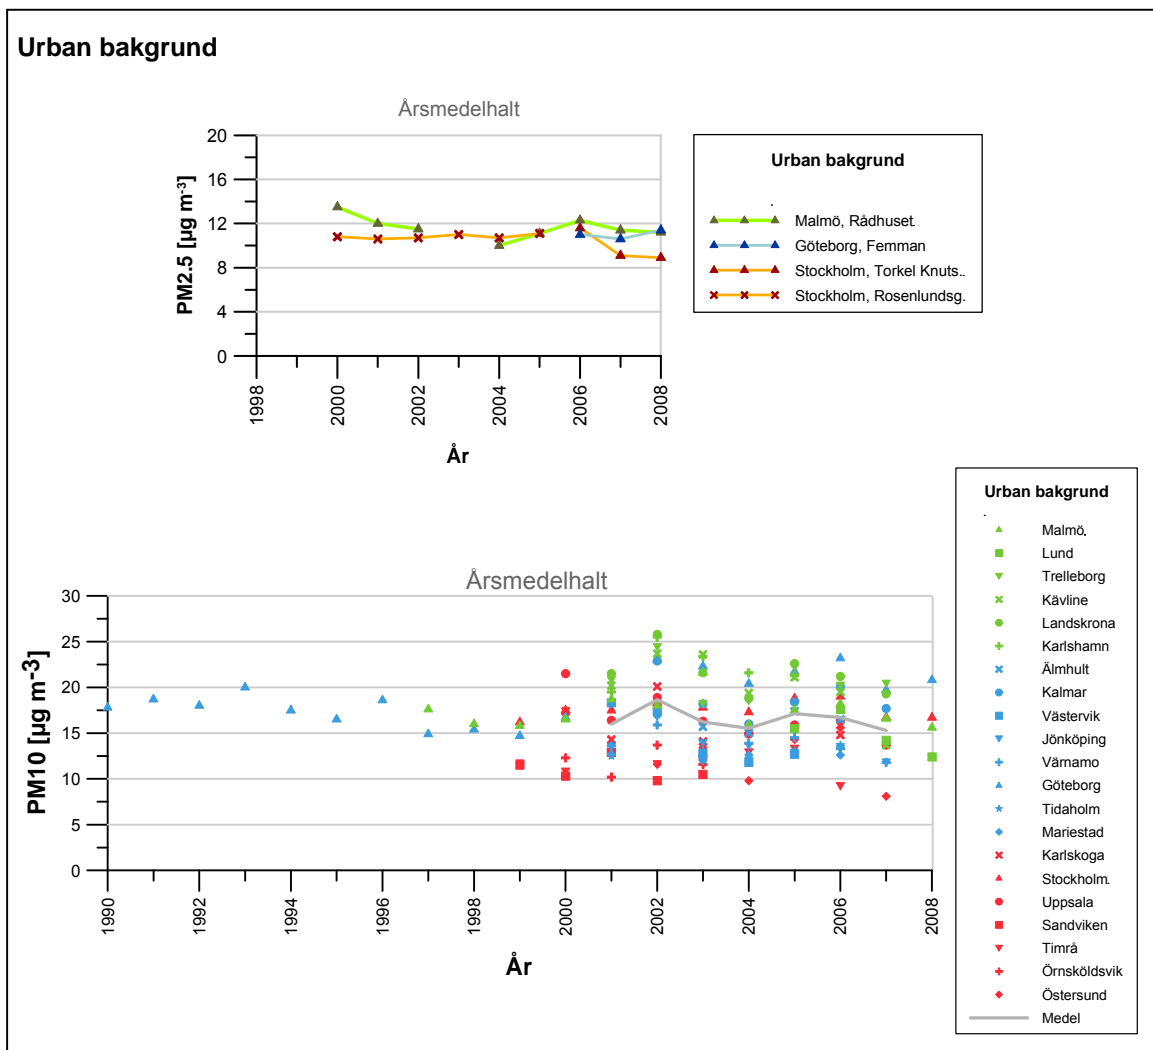 Urban bakgrund
Årsmedelhalt
20
16
12
8
4
0
PM2.5 [µg m-³]
1998
2000
2002
2004
2006
2008
År
Urban bakgrund
Malmö, Rådhuset.
Göteborg, Femman
Stockholm, Torkel Knuts..
Stockholm, Rosenlundsg.
Årsmedelhalt
30
25
20
15
10
5
0
PM10 [µg m-³]
1990
1992
1994
1996
1998
2000
2002
2004
2006
2008
År
Urban bakgrund
Malmö.
Lund
Trelleborg
Kävline
Landskrona
Karlshamn
Älmhult
Kalmar
Västervik
Jönköping
Värnamo
Göteborg
Tidaholm
Mariestad
Karlskoga
Stockholm.
Uppsala
Sandviken
Timrå
Örnsköldsvik
Östersund
Medel